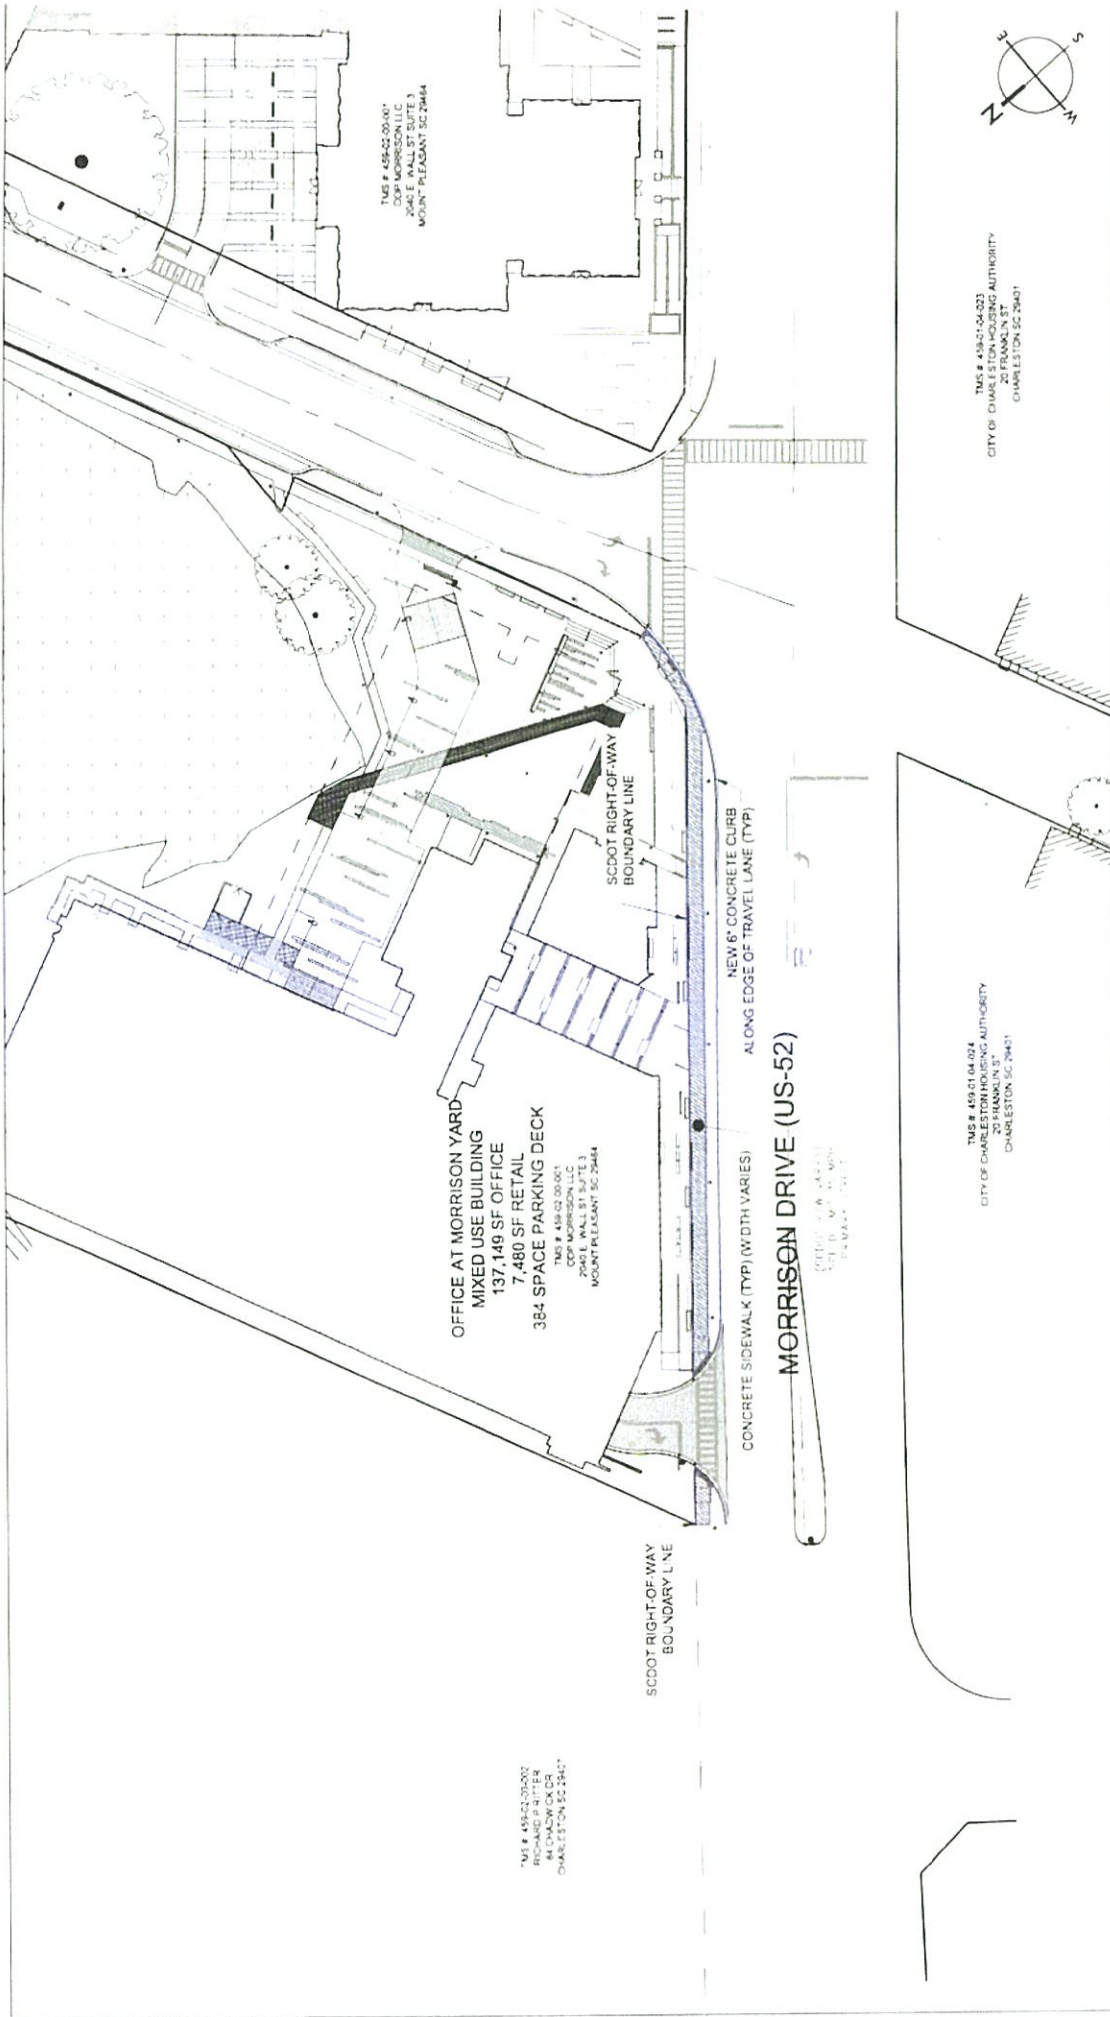 TMS # 459-02-00-001
CDP MORRISON LLC
2040 E. WALL ST SUITE 3
MOUNT PLEASANT SC 29464
N
E
S
W
TMS # 459-01-04-023
CITY OF CHARLESTON HOUSING AUTHORITY
20 FRANKLIN ST
CHARLESTON SC 29401
SCDOT RIGHT-OF-WAY
BOUNDARY LINE
NEW 6" CONCRETE CURB
ALONG EDGE OF TRAVEL LANE (TYP)
OFFICE AT MORRISON YARD
MIXED USE BUILDING
137,149 SF OFFICE
7,480 SF RETAIL
384 SPACE PARKING DECK
TMS # 459-02-00-001
CDP MORRISON LLC
2040 E. WALL ST SUITE 3
MOUNT PLEASANT SC 29464
CONCRETE SIDEWALK (TYP) (WIDTH VARIES)
MORRISON DRIVE (US-52)
TMS # 459-01-04-024
CITY OF CHARLESTON HOUSING AUTHORITY
20 FRANKLIN ST
CHARLESTON SC 29401
SCDOT RIGHT-OF-WAY
BOUNDARY LINE
TMS # 459-02-00-002
RICHARD P RITTER
84 CHADWICK DR
CHARLESTON SC 29407